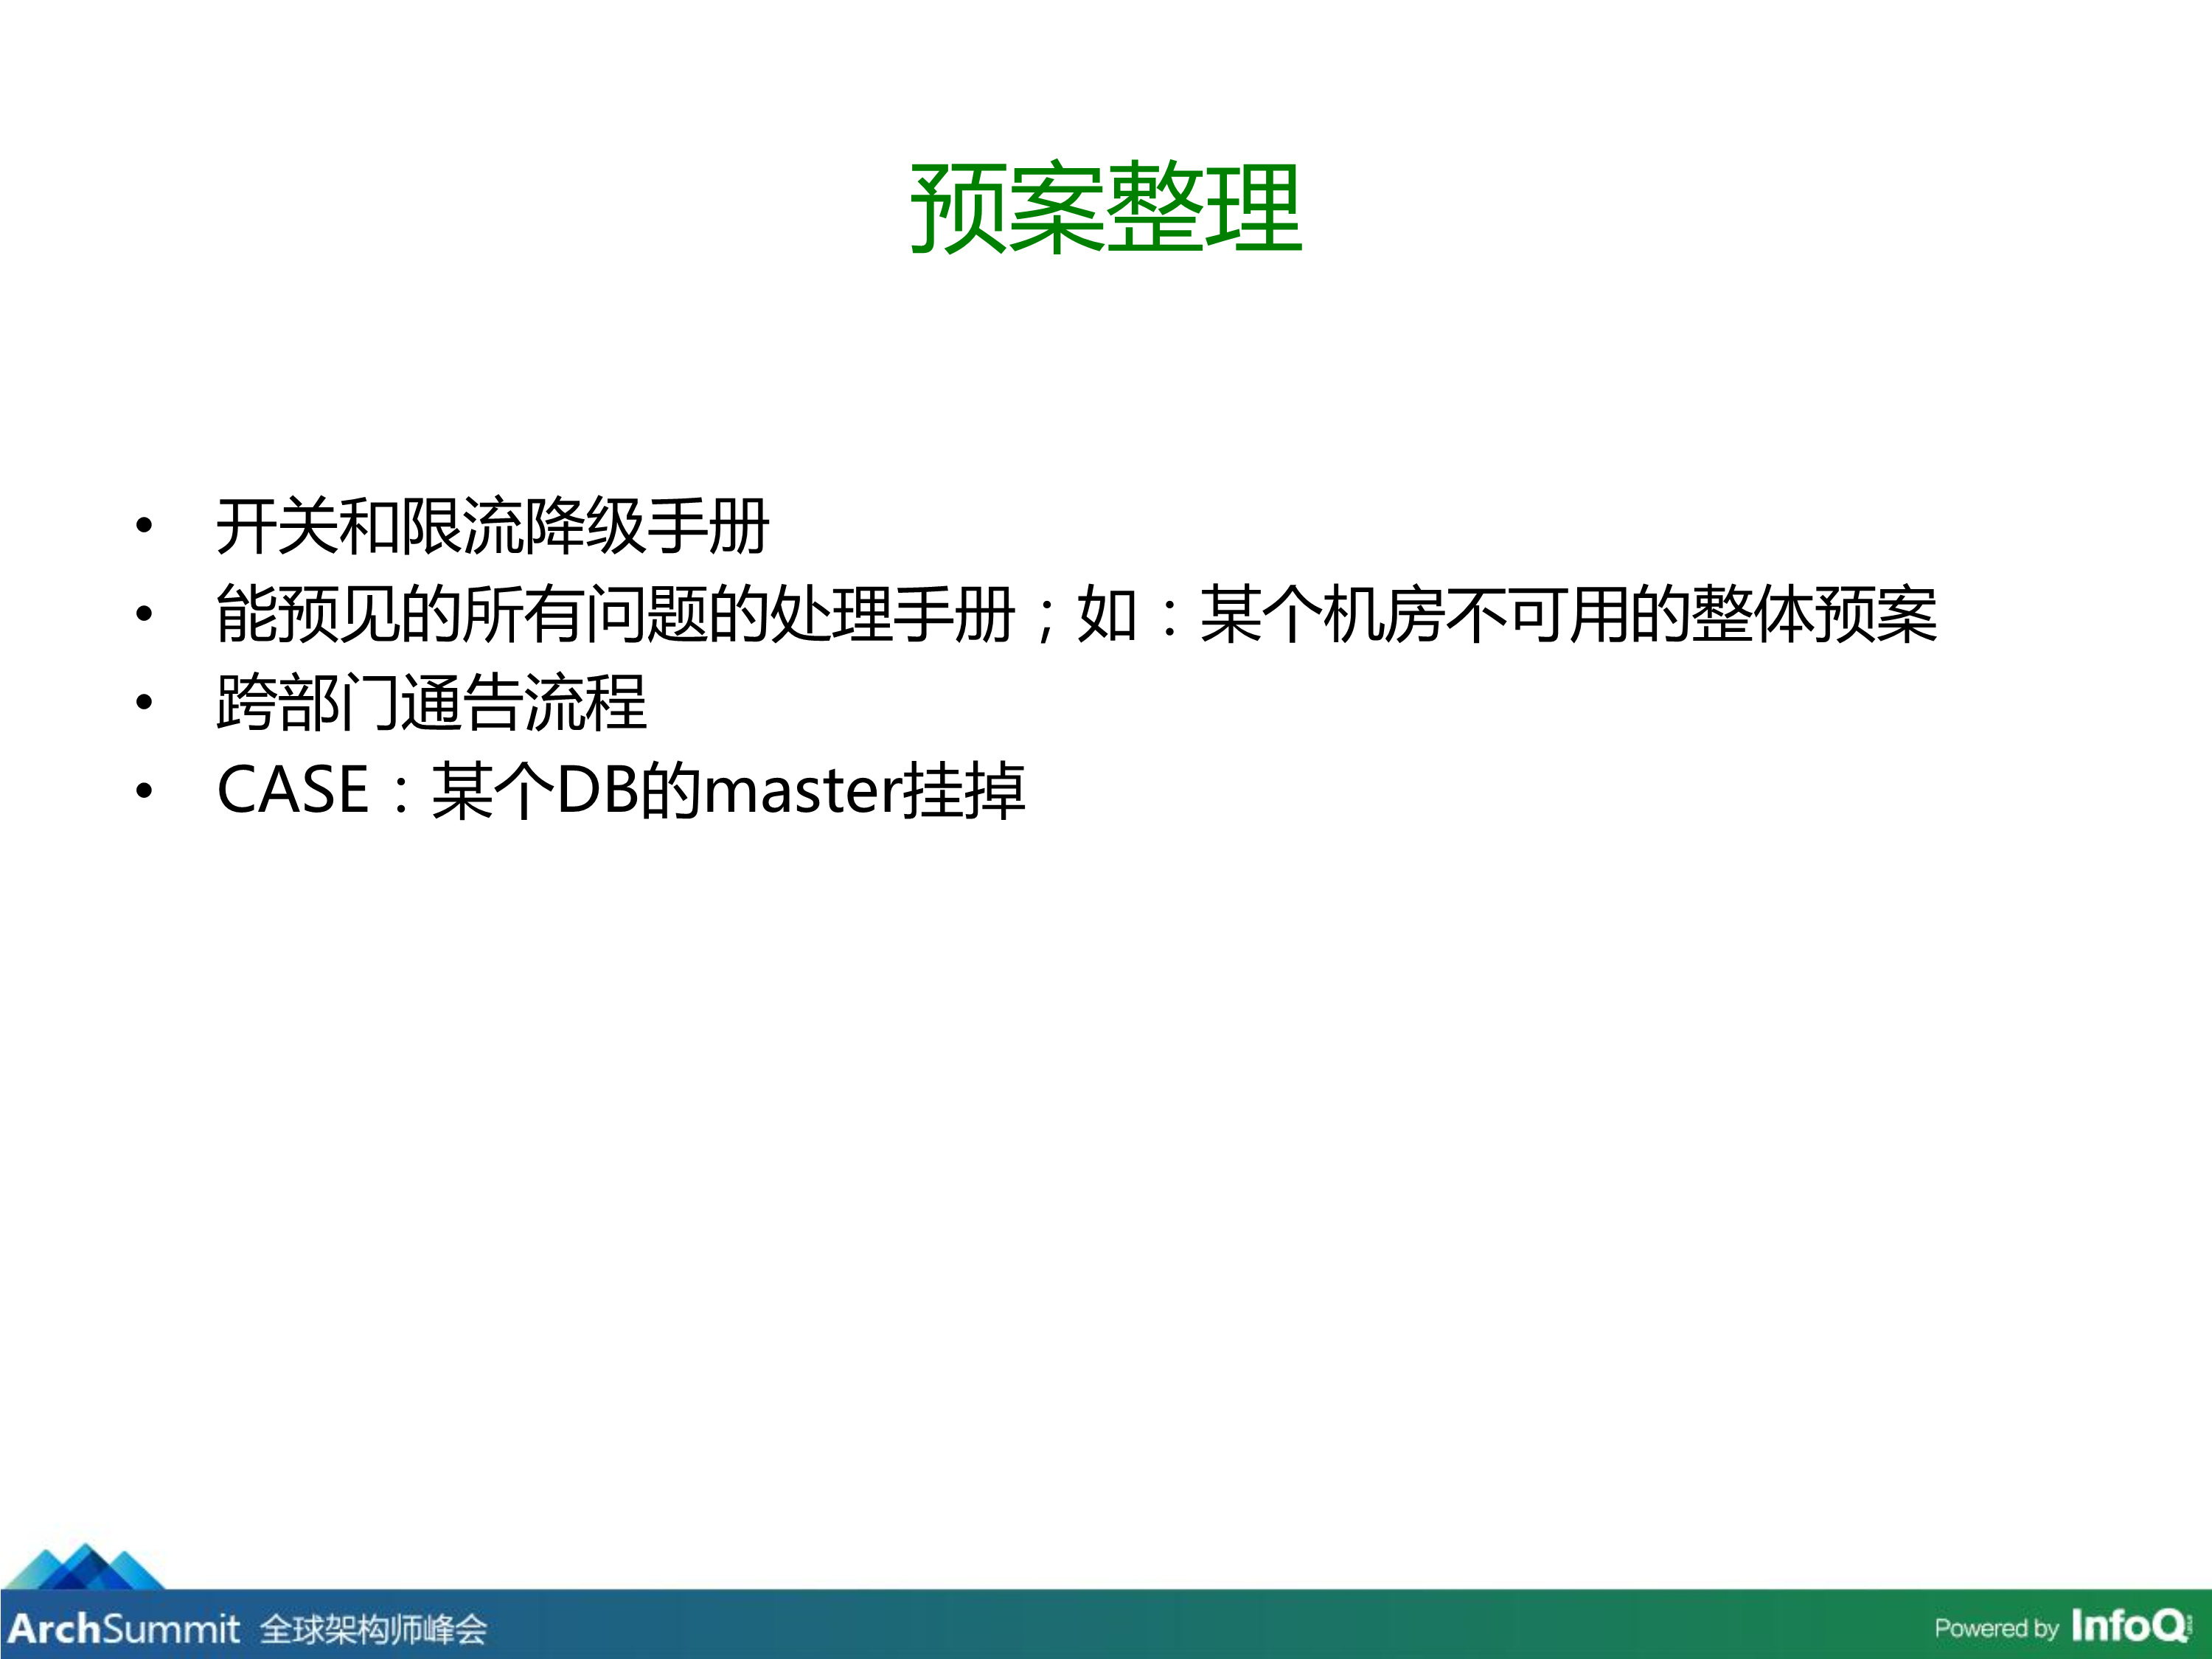 预案整理
• 开关和限流降级手册
• 能预见的所有问题的处理手册；如：某个机房不可用的整体预案
• 跨部门通告流程
• CASE：某个DB的master挂掉
ArchSummit 全球架构师峰会
Powered by InfoQ